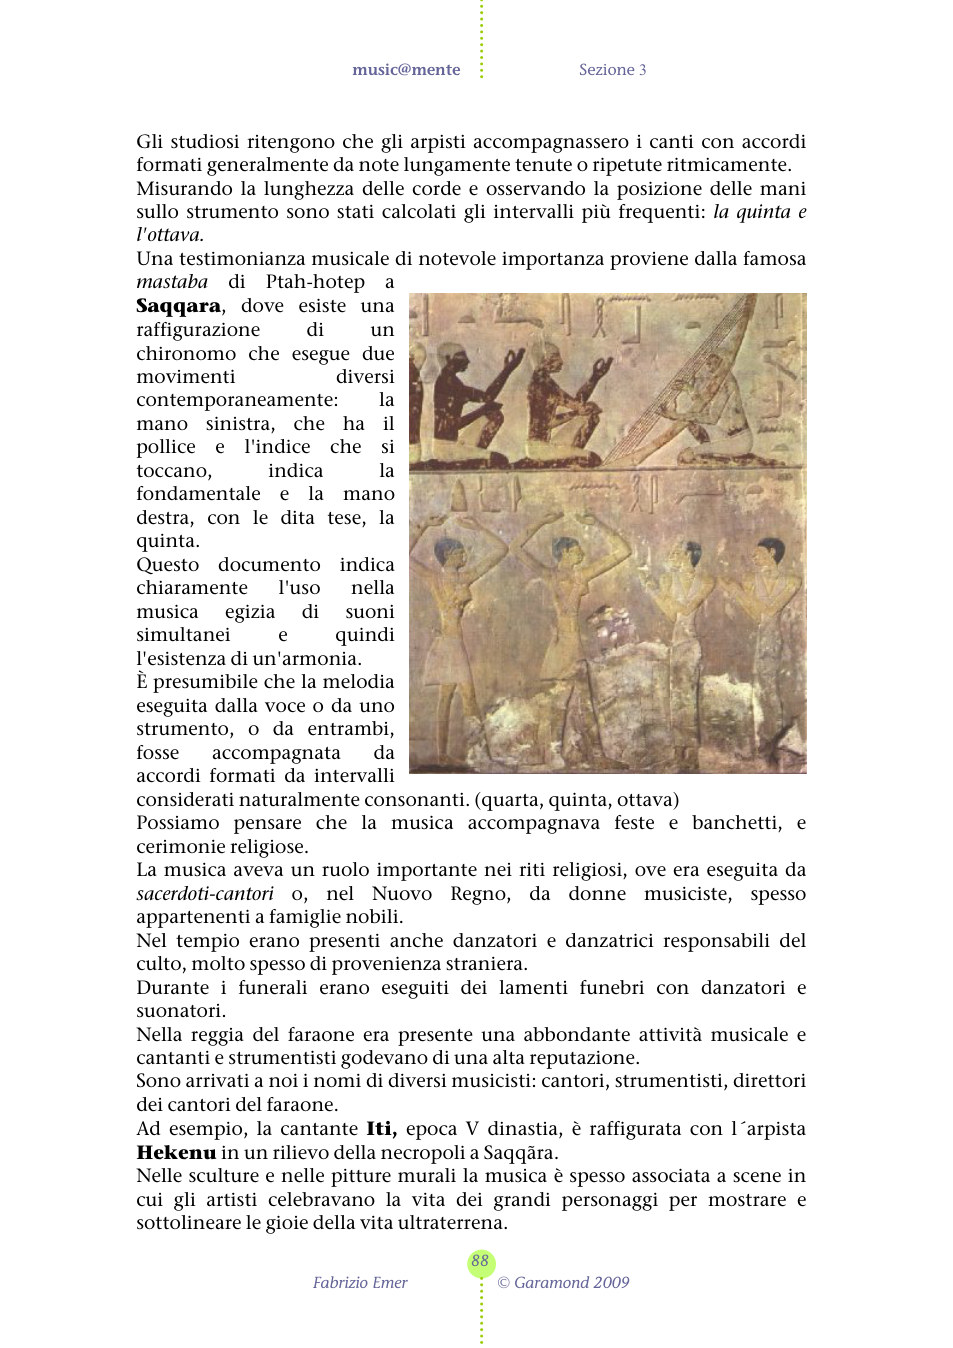 music@mente
Sezione 3
Gli studiosi ritengono che gli arpisti accompagnassero i canti con accordi
formati generalmente da note lungamente tenute o ripetute ritmicamente.
Misurando la lunghezza delle corde e osservando la posizione delle mani
sullo strumento sono stati calcolati gli intervalli più frequenti: la quinta e
l'ottava.
Una testimonianza musicale di notevole importanza proviene dalla famosa
mastaba di Ptah-hotep a
Saqqara, dove esiste una
raffigurazione di un
chironomo che esegue due
movimenti diversi
contemporaneamente: la
mano sinistra, che ha il
pollice e l'indice che si
toccano, indica la
fondamentale e la mano
destra, con le dita tese, la
quinta.
Questo documento indica
chiaramente l'uso nella
musica egizia di suoni
simultanei e quindi
l'esistenza di un'armonia.
È presumibile che la melodia
eseguita dalla voce o da uno
strumento, o da entrambi,
fosse accompagnata da
accordi formati da intervalli
considerati naturalmente consonanti. (quarta, quinta, ottava)
Possiamo pensare che la musica accompagnava feste e banchetti, e
cerimonie religiose.
La musica aveva un ruolo importante nei riti religiosi, ove era eseguita da
sacerdoti-cantori o, nel Nuovo Regno, da donne musiciste, spesso
appartenenti a famiglie nobili.
Nel tempio erano presenti anche danzatori e danzatrici responsabili del
culto, molto spesso di provenienza straniera.
Durante i funerali erano eseguiti dei lamenti funebri con danzatori e
suonatori.
Nella reggia del faraone era presente una abbondante attività musicale e
cantanti e strumentisti godevano di una alta reputazione.
Sono arrivati a noi i nomi di diversi musicisti: cantori, strumentisti, direttori
dei cantori del faraone.
Ad esempio, la cantante Iti, epoca V dinastia, è raffigurata con l´arpista
Hekenu in un rilievo della necropoli a Saqqãra.
Nelle sculture e nelle pitture murali la musica è spesso associata a scene in
cui gli artisti celebravano la vita dei grandi personaggi per mostrare e
sottolineare le gioie della vita ultraterrena.
88
Fabrizio Emer
© Garamond 2009